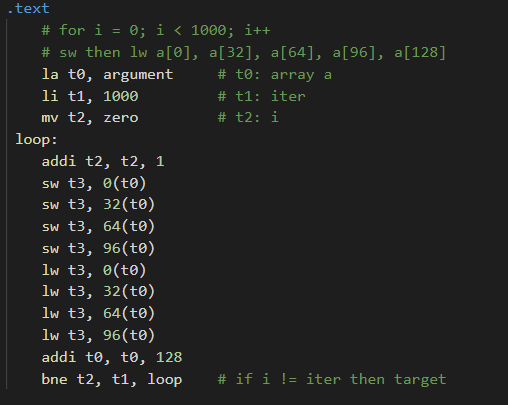 .text
# for i = 0; i < 1000; i++
# sw then lw a[0], a[32], a[64], a[96], a[128]
la t0, argument # t0: array a
li t1, 1000 # t1: iter
mv t2, zero # t2: i
loop:
addi t2, t2, 1
sw t3, 0(t0)
sw t3, 32(t0)
sw t3, 64(t0)
sw t3, 96(t0)
lw t3, 0(t0)
lw t3, 32(t0)
lw t3, 64(t0)
lw t3, 96(t0)
addi t0, t0, 128
bne t2, t1, loop # if i != iter then target